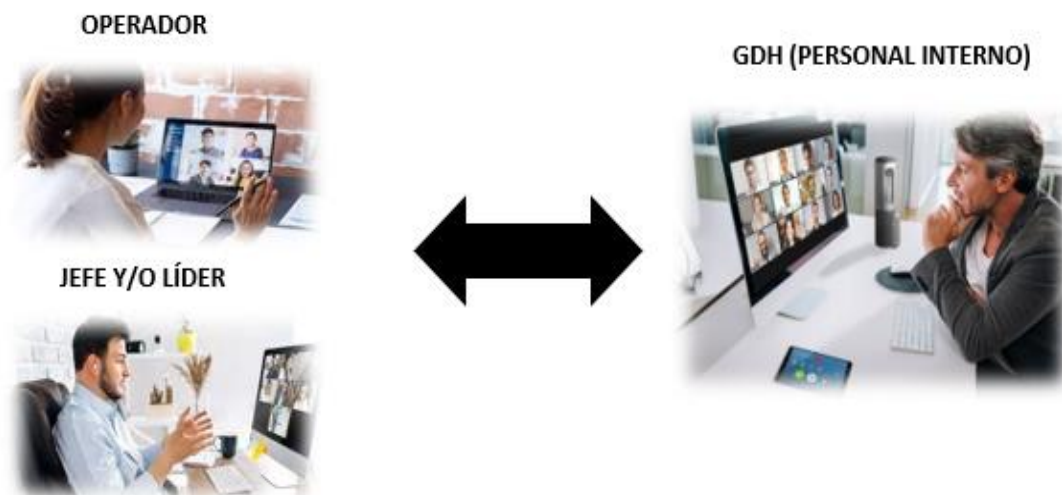 OPERADOR
GDH (PERSONAL INTERNO)
JEFE Y/O LÍDER